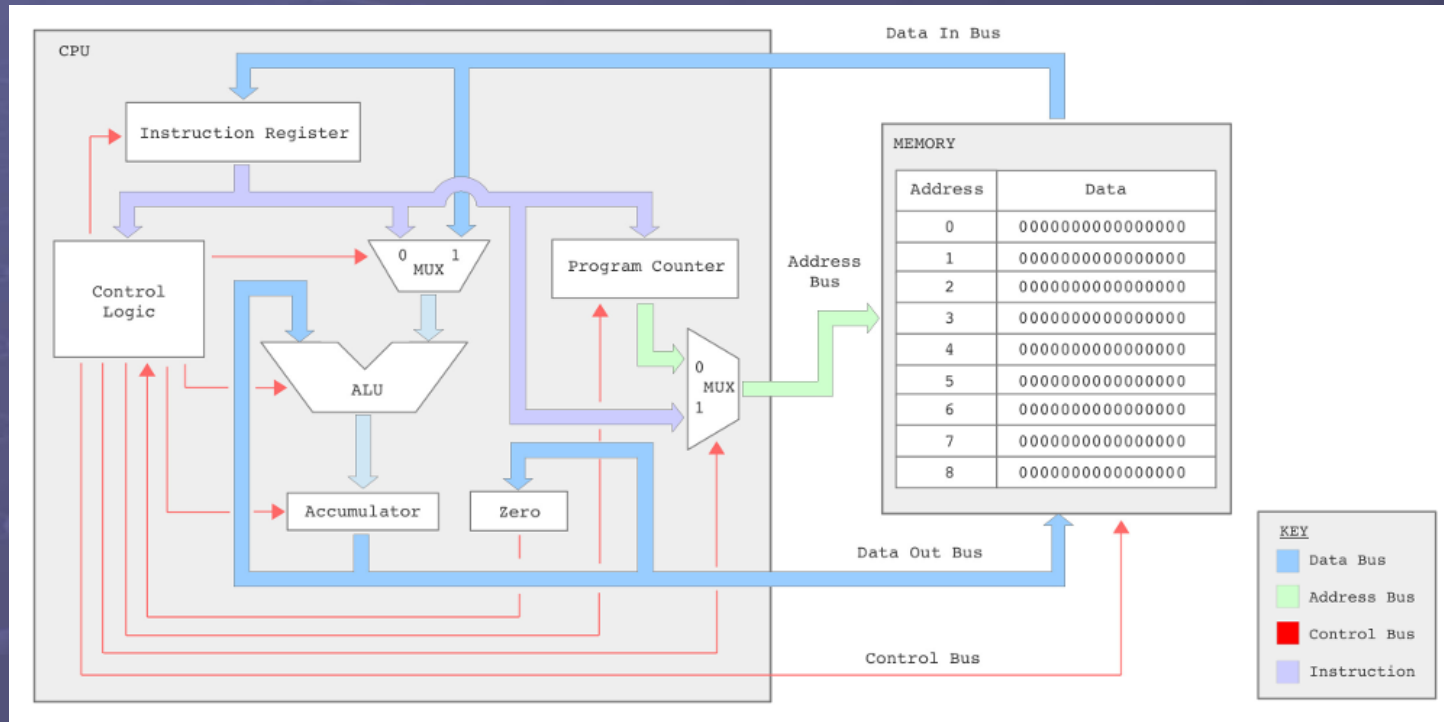 Data In Bus
CPU
Instruction Register
MEMORY
Address Data
0 0000000000000000
1 0000000000000000
2 0000000000000000
3 0000000000000000
4 0000000000000000
5 0000000000000000
6 0000000000000000
7 0000000000000000
8 0000000000000000
Control
Logic
0 1
MUX
Program Counter
Address
Bus
0
MUX
1
ALU
Accumulator
Zero
Data Out Bus
Control Bus
KEY
Data Bus
Address Bus
Control Bus
Instruction